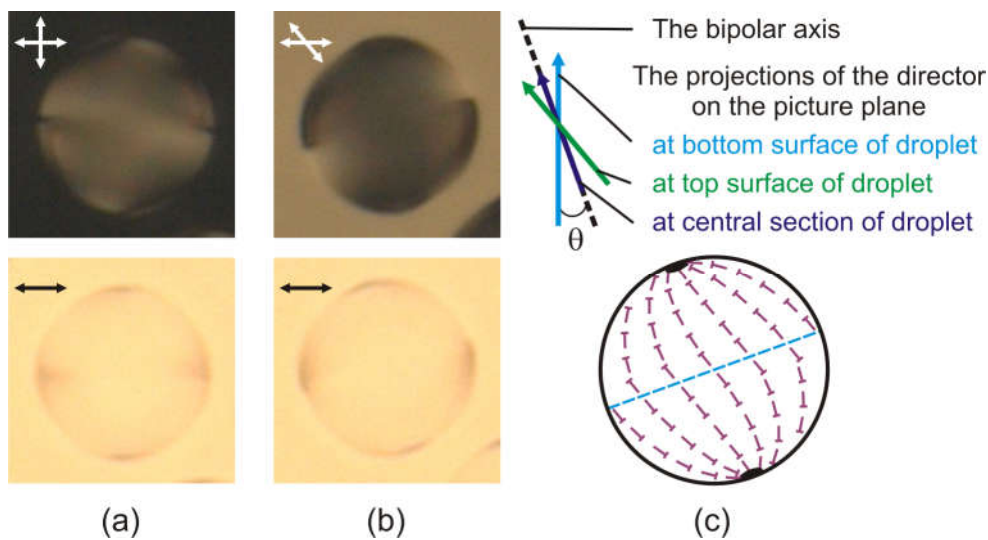 The bipolar axis
The projections of the director
on the picture plane
at bottom surface of droplet
at top surface of droplet
at central section of droplet
θ
(a)
(b)
(c)